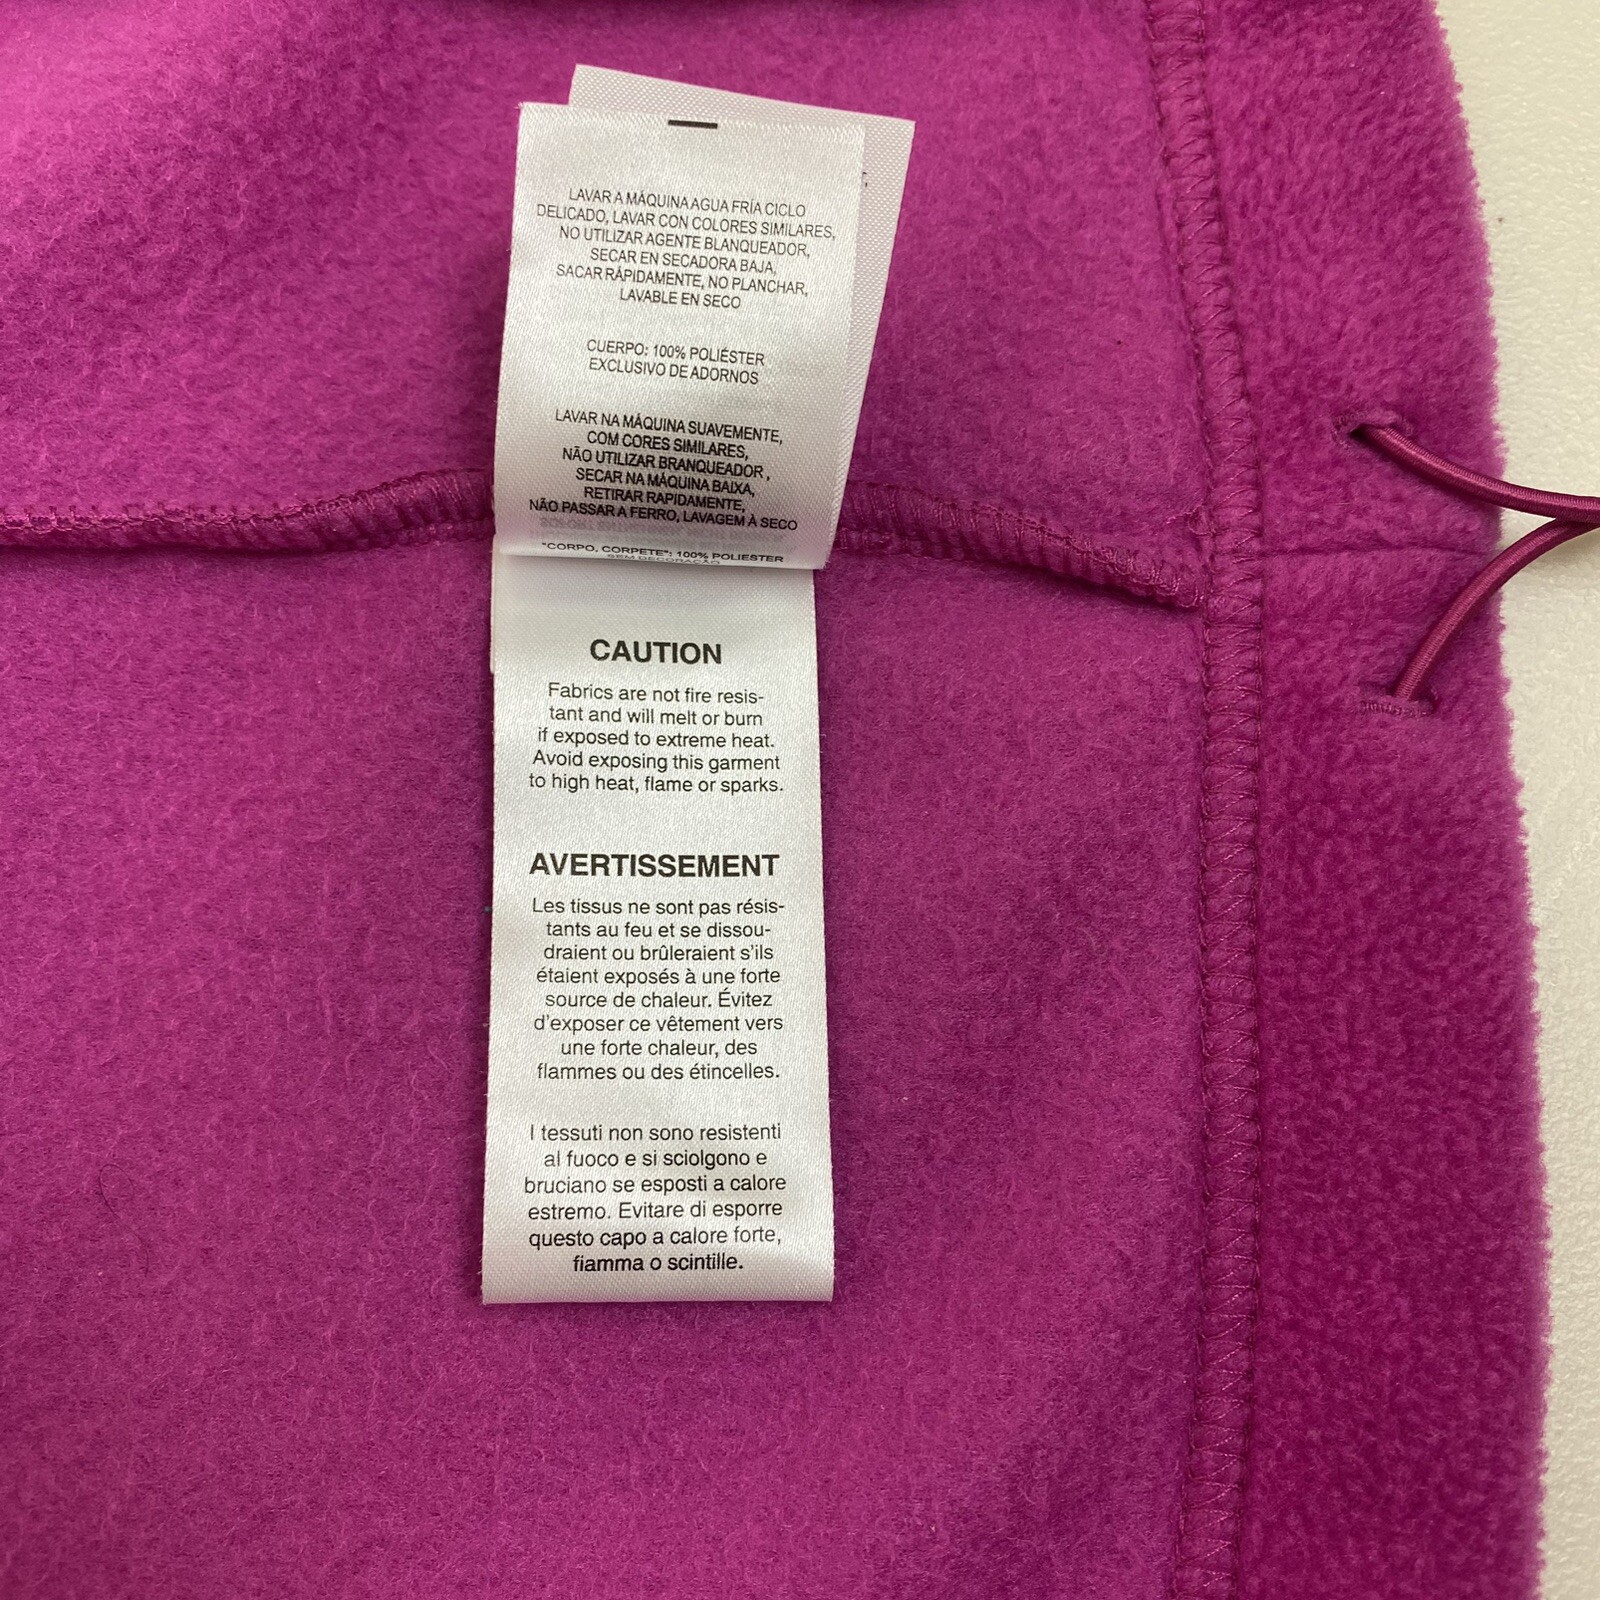 LAVAR A MÁQUINA AGUA FRÍA CICLO
DELICADO, LAVAR CON COLORES SIMILARES,
NO UTILIZAR AGENTE BLANQUEADOR,
SECAR EN SECADORA BAJA,
SACAR RÁPIDAMENTE, NO PLANCHAR,
LAVABLE EN SECO
CUERPO: 100% POLIÉSTER
EXCLUSIVO DE ADORNOS
LAVAR NA MÁQUINA SUAVEMENTE,
COM CORES SIMILARES,
NÃO UTILIZAR BRANQUEADOR ,
SECAR NA MÁQUINA BAIXA,
RETIRAR RAPIDAMENTE,
NÃO PASSAR A FERRO, LAVAGEM À SECO
"CORPO, CORPETE": 100% POLIESTER
SEM DECORAÇÃO
CAUTION
Fabrics are not fire resis-
tant and will melt or burn
if exposed to extreme heat.
Avoid exposing this garment
to high heat, flame or sparks.
AVERTISSEMENT
Les tissus ne sont pas résis-
tants au feu et se dissou-
draient ou brûleraient s'ils
étaient exposés à une forte
source de chaleur. Évitez
d'exposer ce vêtement vers
une forte chaleur, des
flammes ou des étincelles.
I tessuti non sono resistenti
al fuoco e si sciolgono e
bruciano se esposti a calore
estremo. Evitare di esporre
questo capo a calore forte,
fiamma o scintille.